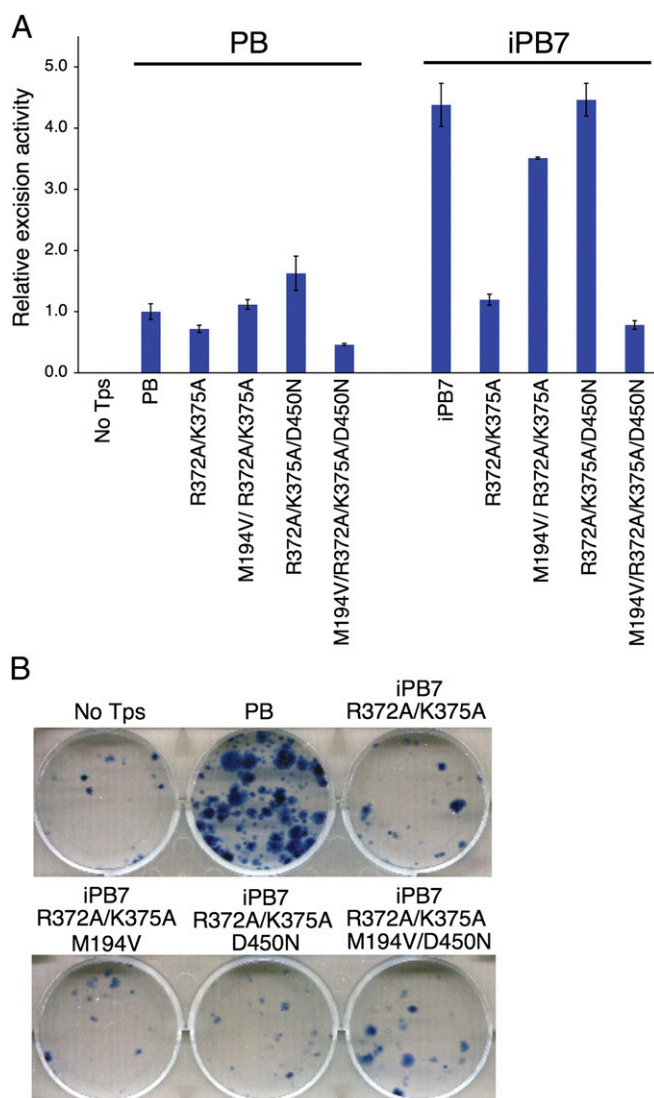 A
PB
iPB7
Relative excision activity
5.0
4.0
3.0
2.0
1.0
0.0
No Tps
PB
R372A/K375A
M194V/ R372A/K375A
R372A/K375A/D450N
M194V/R372A/K375A/D450N
iPB7
R372A/K375A
M194V/ R372A/K375A
R372A/K375A/D450N
M194V/R372A/K375A/D450N
B
No Tps
PB
iPB7
R372A/K375A
iPB7
R372A/K375A
M194V
iPB7
R372A/K375A
D450N
iPB7
R372A/K375A
M194V/D450N